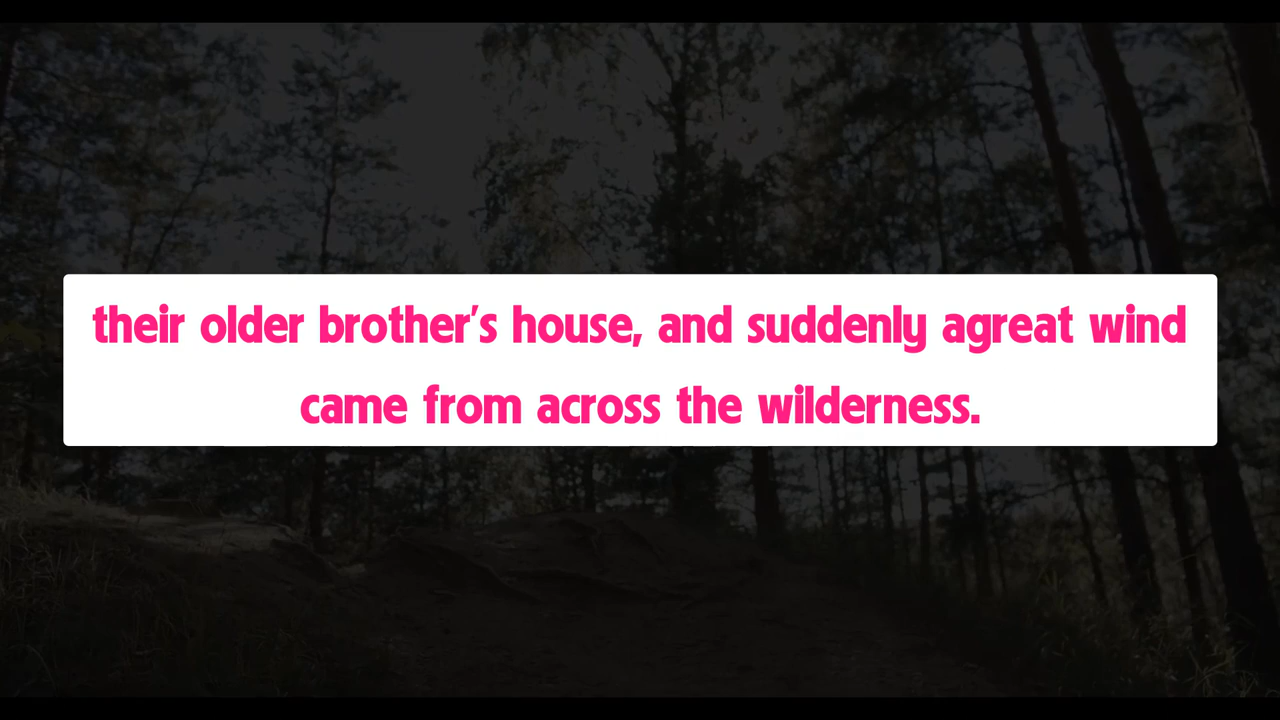 their older brother's house, and suddenly agreat wind
came from across the wilderness.